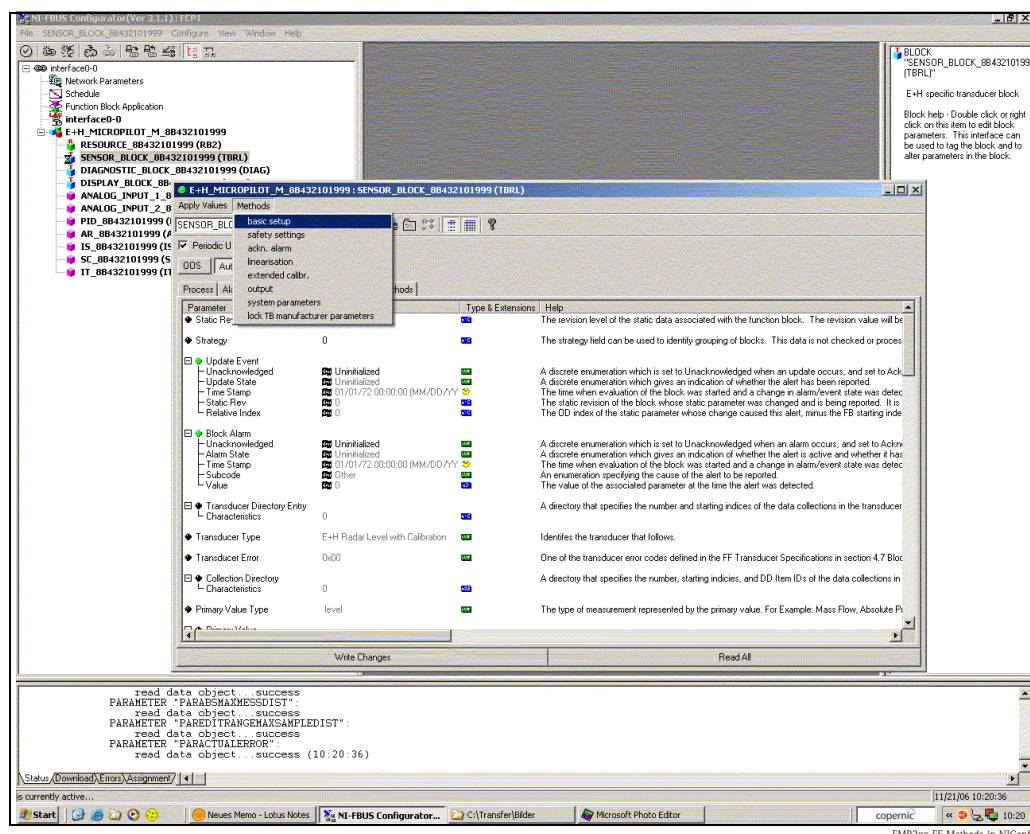 NI-FBUS Configurator(Ver 3.1.1) : FCP1
File SENSOR_BLOCK_8B432101999 Configure View Window Help
interface0-0
Network Parameters
Schedule
Function Block Application
interface0-0
E+H_MICROPILOT_M_8B432101999
RESOURCE_8B432101999 (RB2)
SENSOR_BLOCK_8B432101999 (TBRL)
DIAGNOSTIC_BLOCK_8B432101999 (DIAG)
DISPLAY_BLOCK_8B
ANALOG_INPUT_1_8
ANALOG_INPUT_2_8
PID_8B432101999 (
AR_8B432101999 (A
IS_8B432101999 (IS
SC_8B432101999 (S
IT_8B432101999 (IT
BLOCK
"SENSOR_BLOCK_8B432101999
(TBRL)"
E+H specific transducer block
Block help - Double click or right
click on this item to edit block
parameters. This interface can
be used to tag the block and to
alter parameters in the block.
E+H_MICROPILOT_M_8B432101999 : SENSOR_BLOCK_8B432101999 (TBRL)
Apply Values Methods
SENSOR_BLO
Periodic U
OOS Aut
basic setup
safety settings
ackn. alarm
linearisation
extended calibr.
output
system parameters
lock TB manufacturer parameters
Process Ala hods
Parameter Type & Extensions Help
Static Re The revision level of the static data associated with the function block. The revision value will be
Strategy 0 The strategy field can be used to identify grouping of blocks. This data is not checked or proces
Update Event
Unacknowledged Uninitialized A discrete enumeration which is set to Unacknowledged when an update occurs, and set to Ack
Update State Uninitialized A discrete enumeration which gives an indication of whether the alert has been reported.
Time Stamp 01/01/72 00:00:00 (MM/DD/YY The time when evaluation of the block was started and a change in alarm/event state was detec
Static Rev 0 The static revision of the block whose static parameter was changed and is being reported. It is
Relative Index 0 The OD index of the static parameter whose change caused this alert, minus the FB starting inde
Block Alarm
Unacknowledged Uninitialized A discrete enumeration which is set to Unacknowledged when an alarm occurs, and set to Ackn
Alarm State Uninitialized A discrete enumeration which gives an indication of whether the alert is active and whether it has
Time Stamp 01/01/72 00:00:00 (MM/DD/YY The time when evaluation of the block was started and a change in alarm/event state was detec
Subcode Other An enumeration specifying the cause of the alert to be reported.
Value 0 The value of the associated parameter at the time the alert was detected.
Transducer Directory Entry A directory that specifies the number and starting indices of the data collections in the transducer
Characteristics 0
Transducer Type E+H Radar Level with Calibration Identifes the transducer that follows.
Transducer Error 0x00 One of the transducer error codes defined in the FF Transducer Specifications in section 4.7 Bloc
Collection Directory A directory that specifies the number, starting indicies, and DD Item IDs of the data collections in
Characteristics 0
Primary Value Type level The type of measurement represented by the primary value. For Example: Mass Flow, Absolute Pr
Primary Value
Write Changes Read All
read data object...success
PARAMETER "PARABSMAXMESSDIST":
read data object...success
PARAMETER "PAREDITRANGEMAXSAMPLEDIST":
read data object...success
PARAMETER "PARACTUALERROR":
read data object...success (10:20:36)
Status Download Errors Assignment
is currently active... 11/21/06 10:20:36
Start Neues Memo - Lotus Notes NI-FBUS Configurator... C:\Transfer\Bilder Microsoft Photo Editor copernic 10:20